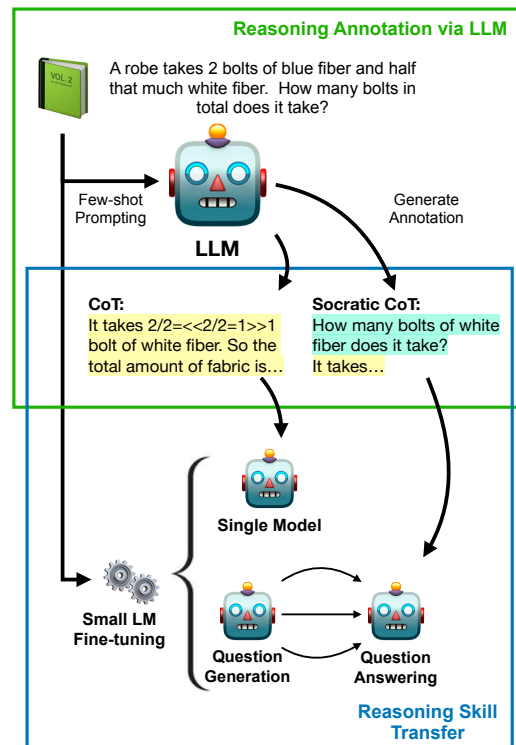 Reasoning Annotation via LLM
VOL. 2
A robe takes 2 bolts of blue fiber and half
that much white fiber. How many bolts in
total does it take?
Few-shot
Prompting
LLM
Generate
Annotation
CoT:
It takes 2/2=<<2/2=1>>1
bolt of white fiber. So the
total amount of fabric is…
Socratic CoT:
How many bolts of white
fiber does it take?
It takes…
Single Model
Small LM
Fine-tuning
Question
Generation
Question
Answering
Reasoning Skill
Transfer